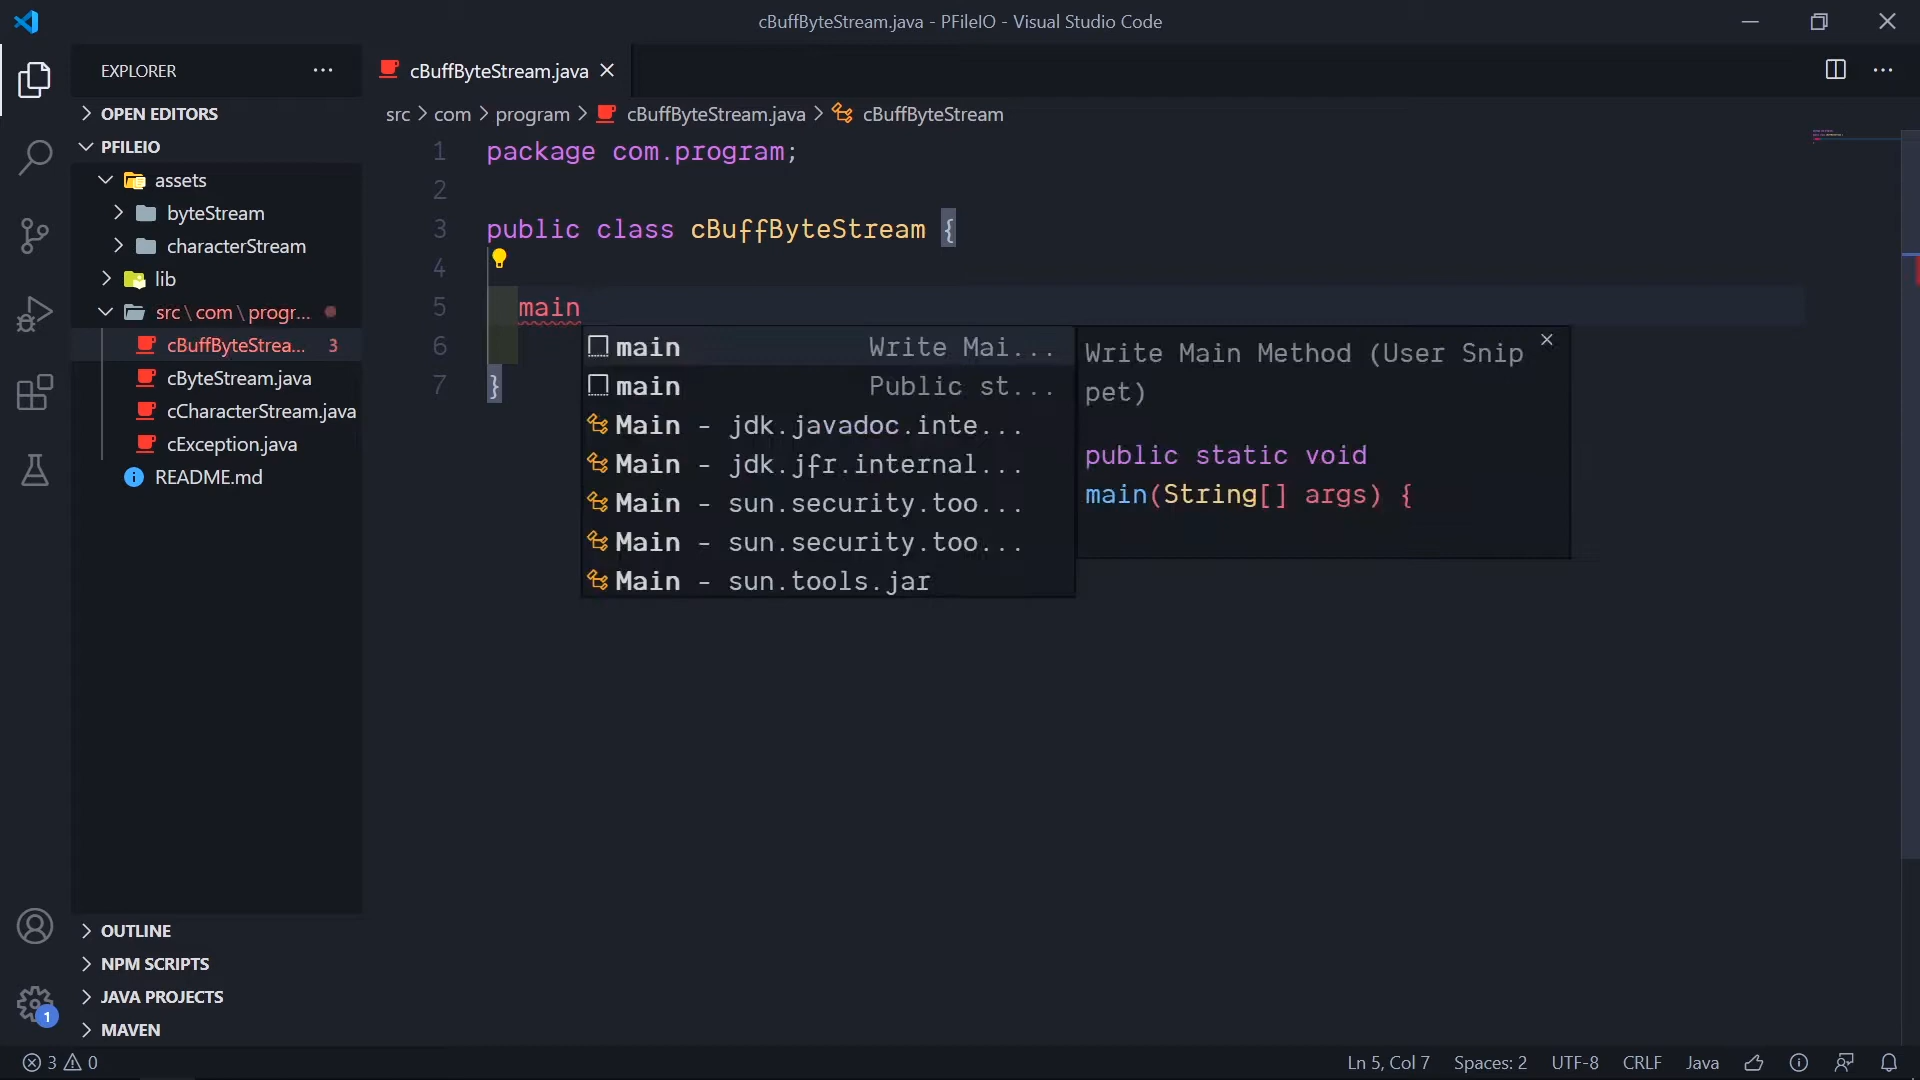 cBuffByteStream.java - PFileIO - Visual Studio Code
EXPLORER
OPEN EDITORS
PFILEIO
assets
byteStream
characterStream
lib
src\com\progr...
cBuffByteStrea... 3
cByteStream.java
cCharacterStream.java
cException.java
README.md
OUTLINE
NPM SCRIPTS
JAVA PROJECTS
MAVEN
1
cBuffByteStream.java
src > com > program > cBuffByteStream.java > cBuffByteStream
1 package com.program;
2
3 public class cBuffByteStream {
4
5 main
6
7 }
main Write Mai...
main Public st...
Main - jdk.javadoc.inte...
Main - jdk.jfr.internal...
Main - sun.security.too...
Main - sun.security.too...
Main - sun.tools.jar
Write Main Method (User Snip
pet)
public static void
main(String[] args) {
3 0
Ln 5, Col 7 Spaces: 2 UTF-8 CRLF Java